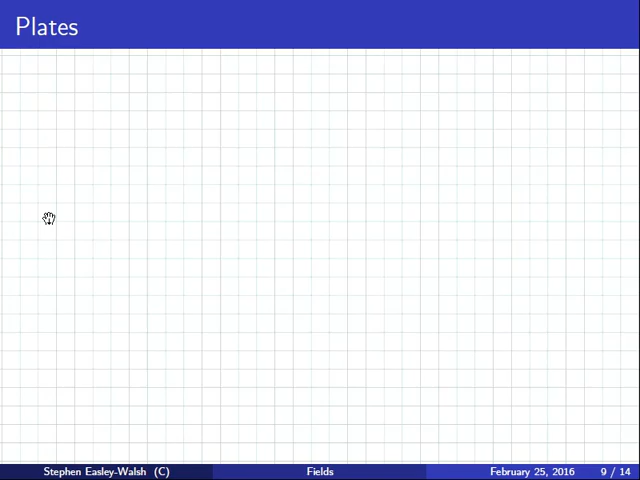 Plates
Stephen Easley-Walsh (C)
Fields
February 25, 2016
9 / 14